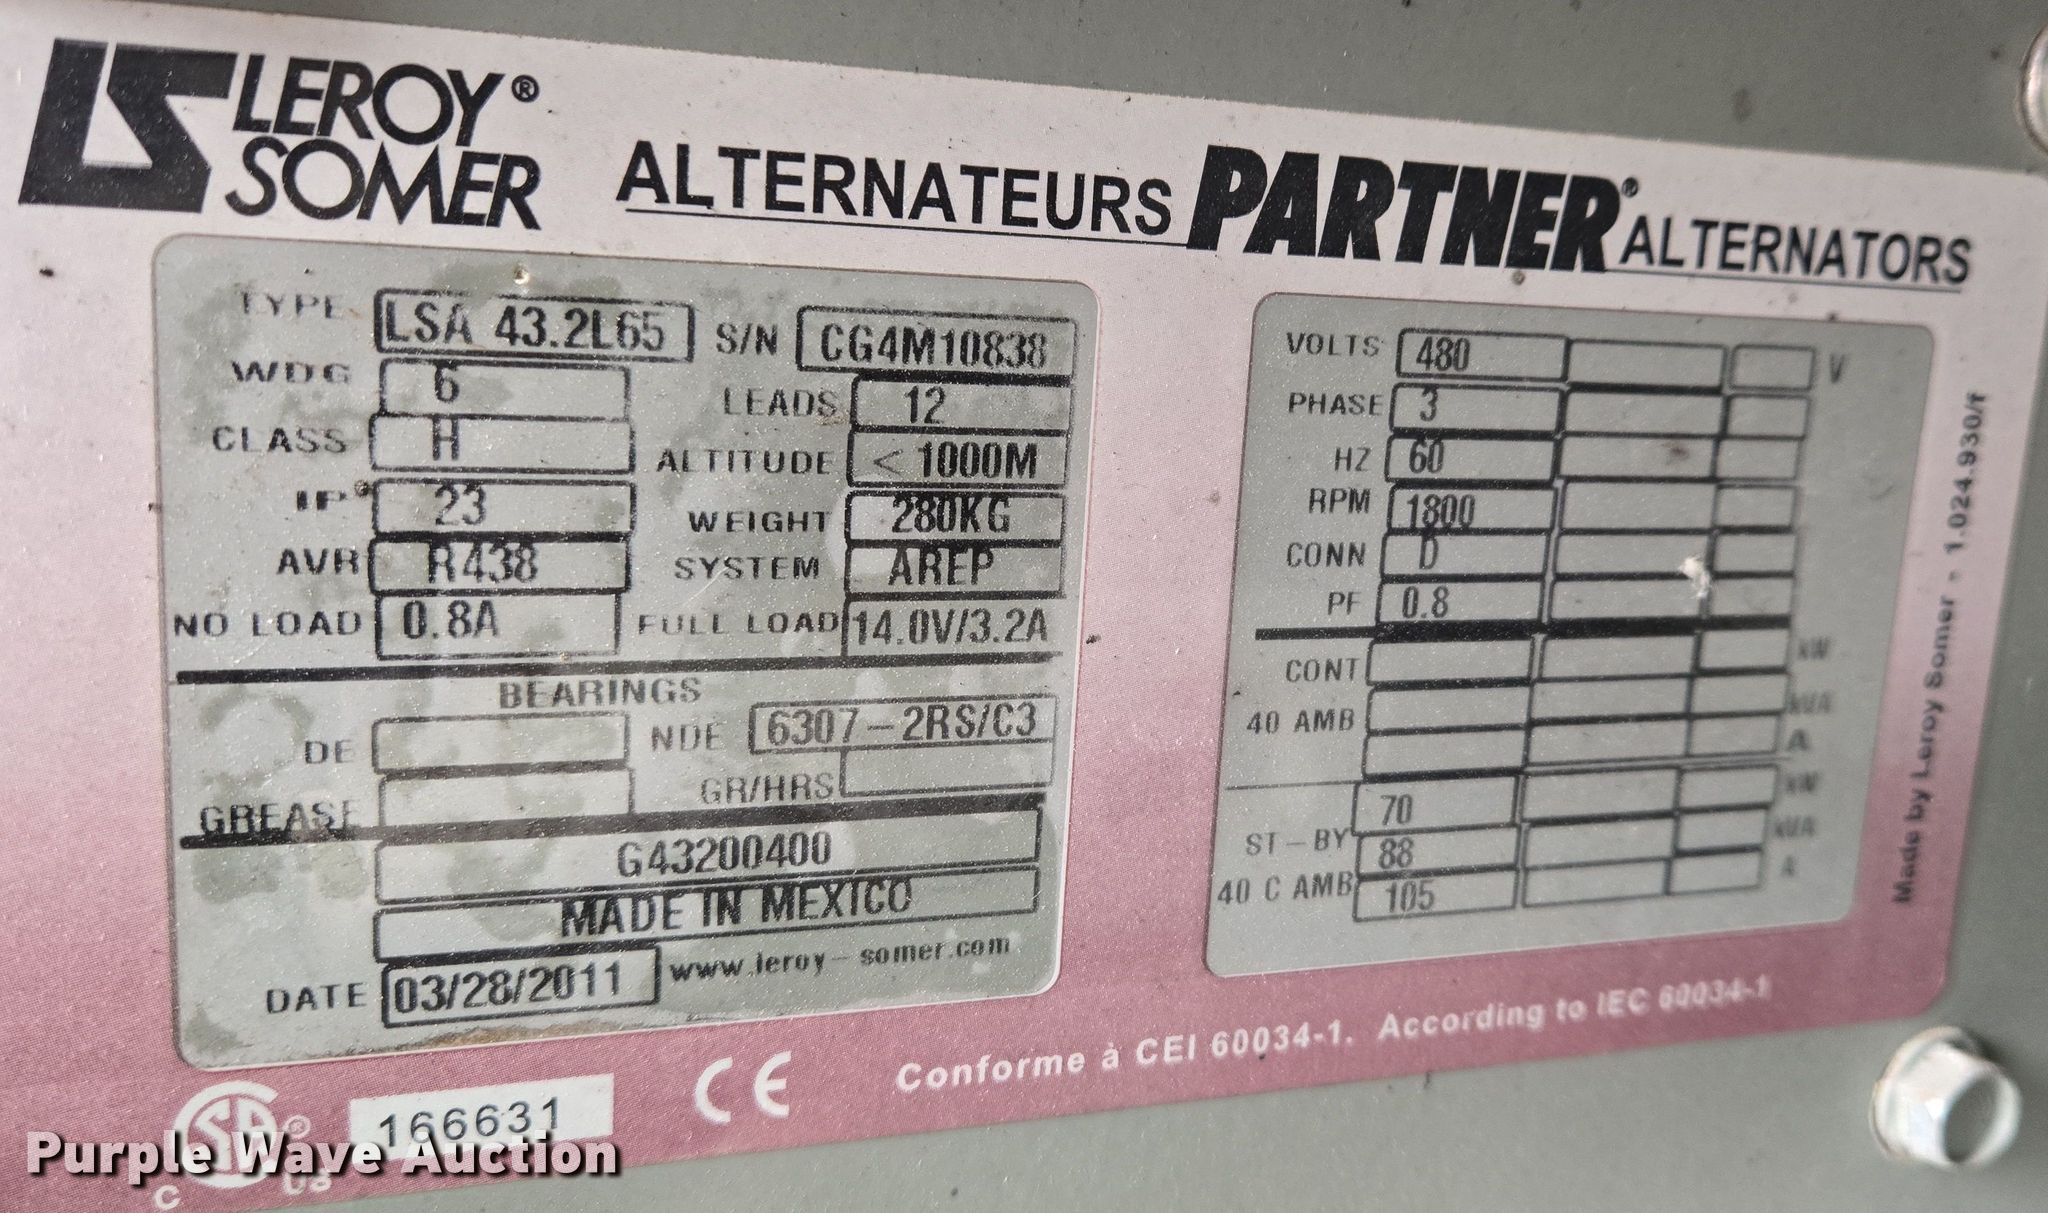 LS LEROY®
SOMER
ALTERNATEURS PARTNER® ALTERNATORS
TYPE LSA 43.2L65 S/N CG4M10838
WDG 6 LEADS 12
CLASS H ALTITUDE < 1000M
IP 23 WEIGHT 280KG
AVR R438 SYSTEM AREP
NO LOAD 0.8A FULL LOAD 14.0V/3.2A
BEARINGS
DE NDE 6307-2RS/C3
GREASE GR/HRS
G43200400
MADE IN MEXICO
DATE 03/28/2011 www.leroy-somer.com
VOLTS 480 V
PHASE 3
HZ 60
RPM 1800
CONN D
PF 0.8
CONT kW
40 AMB kVA
A
70 kW
ST-BY 88 kVA
40 C AMB 105 A
Made by Leroy Somer - 1.024.930/f
Conforme à CEI 60034-1. According to IEC 60034-1
CE
C SA® US
166631
Purple Wave Auction